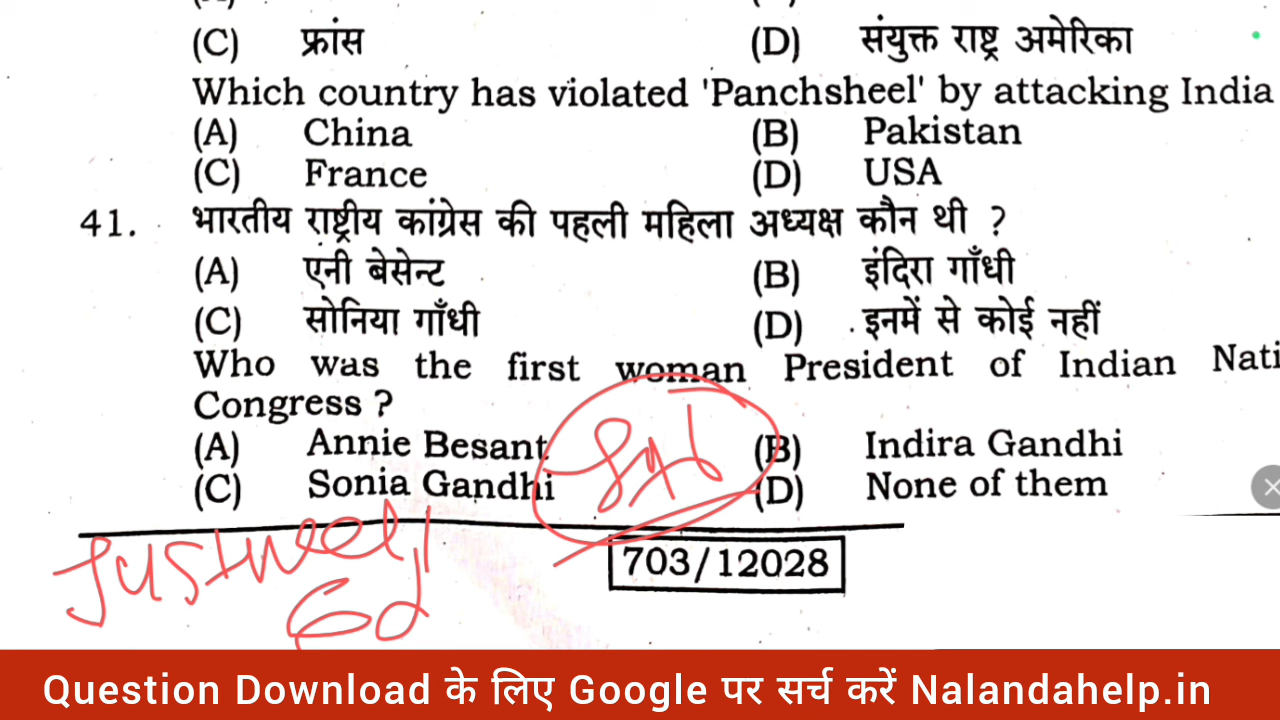 (C) फ्रांस (D) संयुक्त राष्ट्र अमेरिका
Which country has violated 'Panchsheel' by attacking India
(A) China (B) Pakistan
(C) France (D) USA
41. भारतीय राष्ट्रीय कांग्रेस की पहली महिला अध्यक्ष कौन थी ?
(A) एनी बेसेन्ट (B) इंदिरा गाँधी
(C) सोनिया गाँधी (D) इनमें से कोई नहीं
Who was the first woman President of Indian Nati
Congress ?
(A) Annie Besant (B) Indira Gandhi
(C) Sonia Gandhi (D) None of them
703/12028
Question Download के लिए Google पर सर्च करें Nalandahelp.in